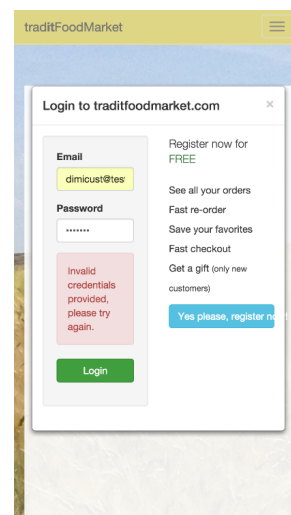 traditFoodMarket
Login to traditfoodmarket.com ×
Email
dimicust@tes
Password
•••••••
Invalid
credentials
provided,
please try
again.
Login
Register now for
FREE
See all your orders
Fast re-order
Save your favorites
Fast checkout
Get a gift (only new
customers)
Yes please, register now!